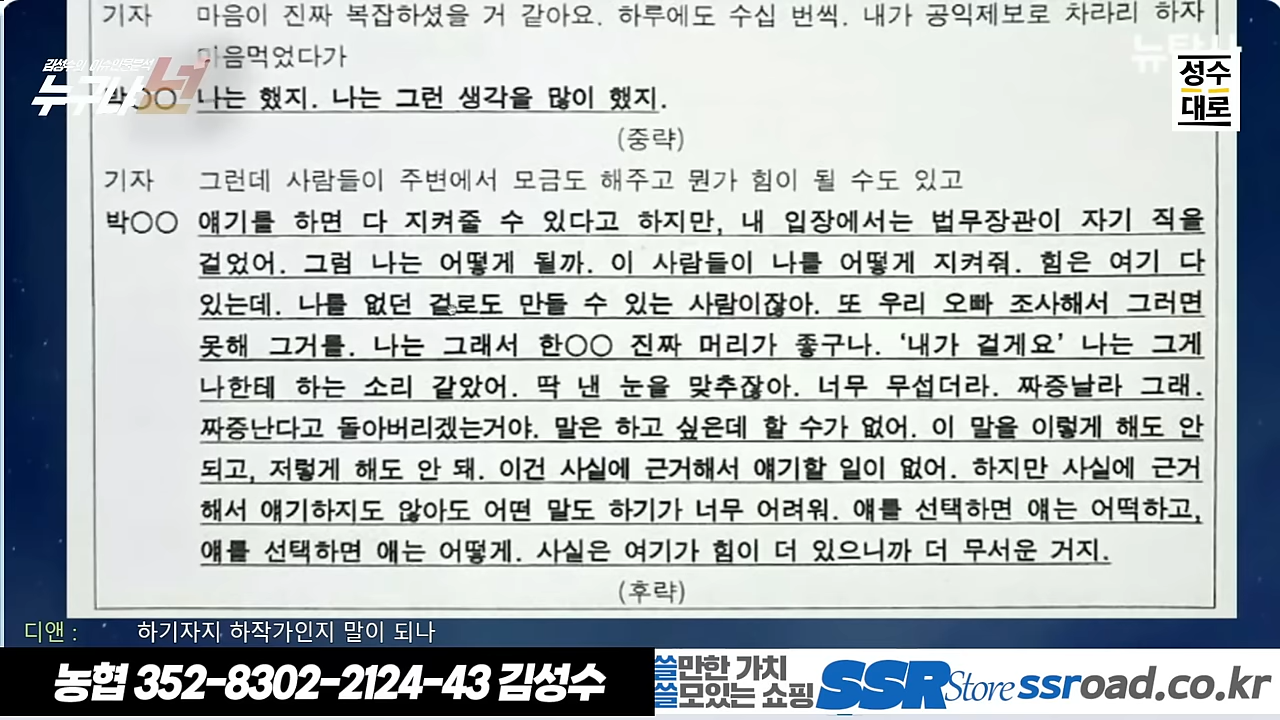 기자 마음이 진짜 복잡하셨을 거 같아요. 하루에도 수십 번씩. 내가 공익제보로 차라리 하자
마음먹었다가
뉴탐사
김성수의 이슈인물분석
누구나 넌
성수
대로
박○○ 나는 했지. 나는 그런 생각을 많이 했지.
(중략)
기자 그런데 사람들이 주변에서 모금도 해주고 뭔가 힘이 될 수도 있고
박○○ 얘기를 하면 다 지켜줄 수 있다고 하지만, 내 입장에서는 법무장관이 자기 직을
걸었어. 그럼 나는 어떻게 될까. 이 사람들이 나를 어떻게 지켜줘. 힘은 여기 다
있는데. 나를 없던 걸로도 만들 수 있는 사람이잖아. 또 우리 오빠 조사해서 그러면
못해 그거를. 나는 그래서 한○○ 진짜 머리가 좋구나. ‘내가 걸게요’ 나는 그게
나한테 하는 소리 같았어. 딱 낸 눈을 맞추잖아. 너무 무섭더라. 짜증날라 그래.
짜증난다고 돌아버리겠는거야. 말은 하고 싶은데 할 수가 없어. 이 말을 이렇게 해도 안
되고, 저렇게 해도 안 돼. 이건 사실에 근거해서 얘기할 일이 없어. 하지만 사실에 근거
해서 얘기하지도 않아도 어떤 말도 하기가 너무 어려워. 얘를 선택하면 얘는 어떡하고,
얘를 선택하면 애는 어떻게. 사실은 여기가 힘이 더 있으니까 더 무서운 거지.
(후략)
디앤 : 하기자지 하작가인지 말이 되나
농협 352-8302-2124-43 김성수
쓸만한 가치
쓸모있는 쇼핑
SSR Store ssroad.co.kr